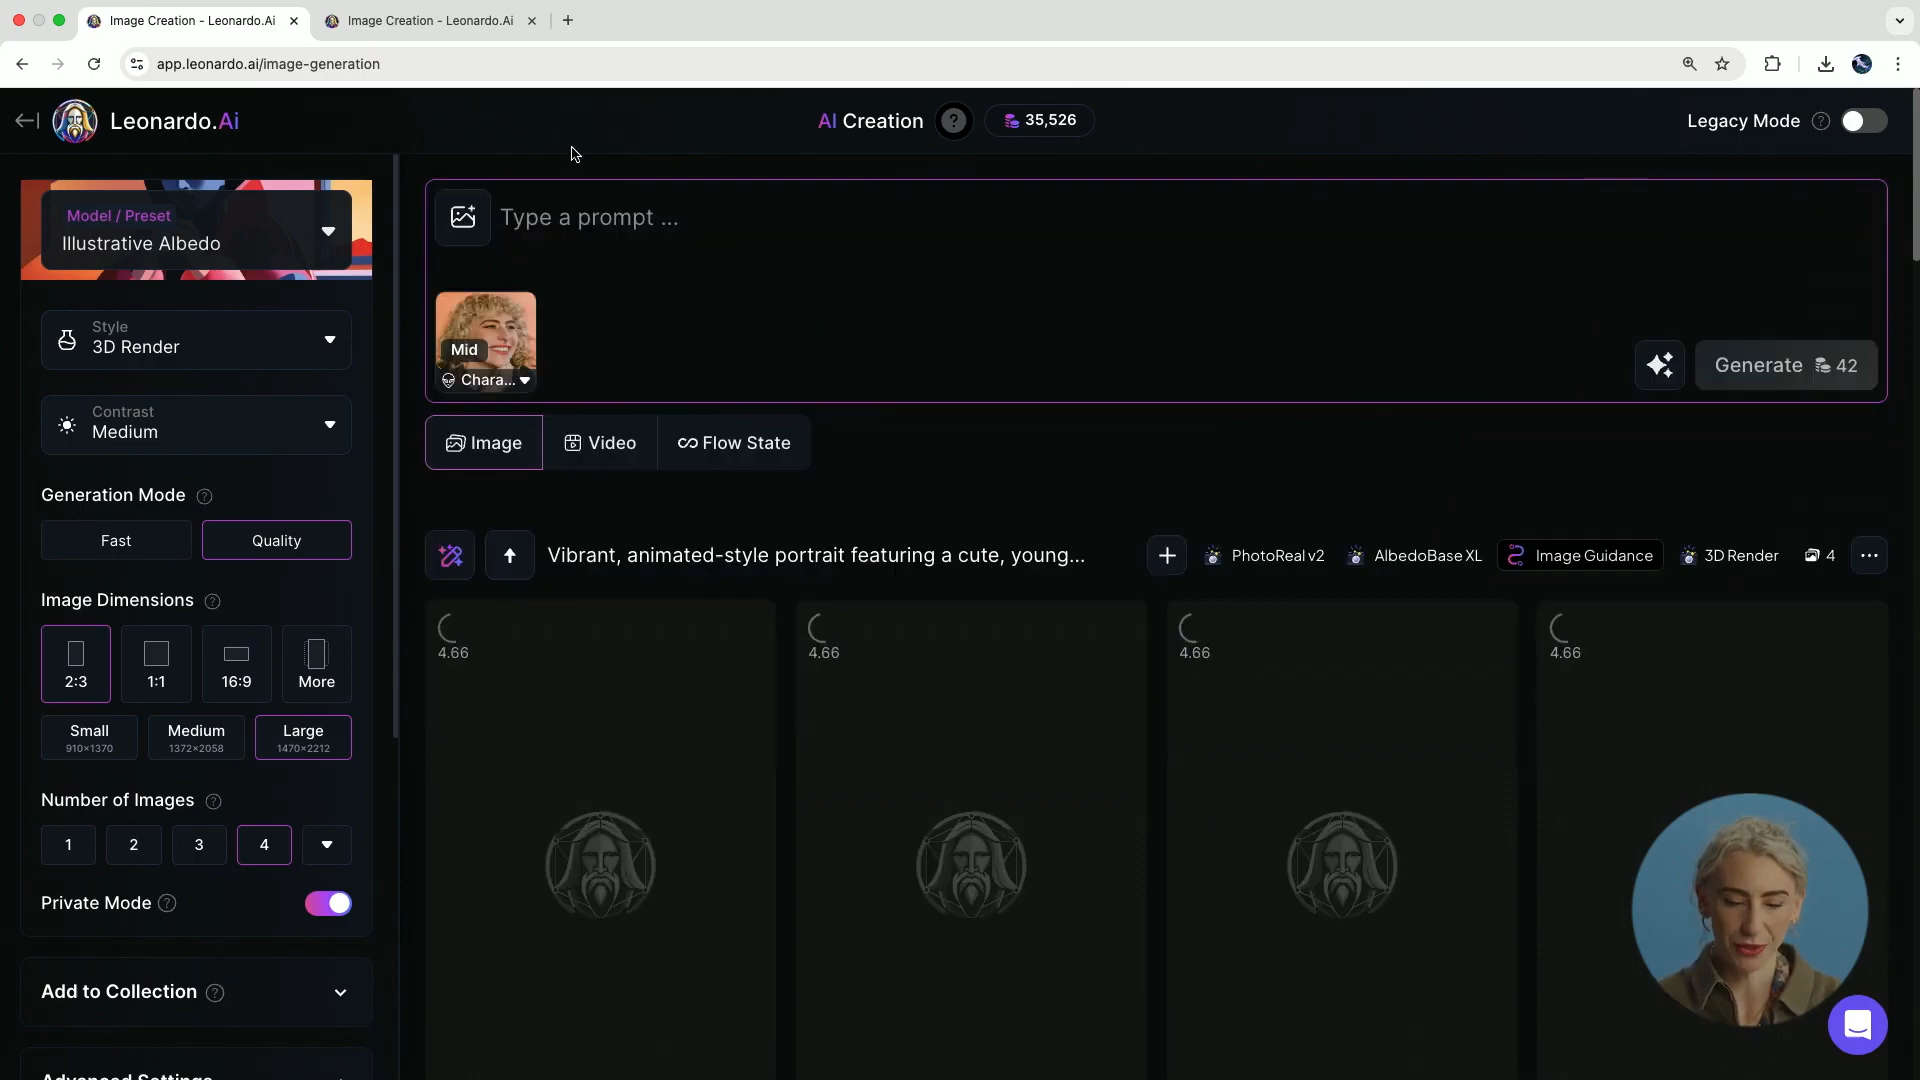 Image Creation - Leonardo.Ai
Image Creation - Leonardo.Ai
app.leonardo.ai/image-generation
Leonardo.Ai
AI Creation
?
35,526
Legacy Mode ?
Model / Preset
Illustrative Albedo
Type a prompt ...
Style
3D Render
Mid
Chara...
Generate 42
Contrast
Medium
Image
Video
Flow State
Generation Mode ?
Fast
Quality
Vibrant, animated-style portrait featuring a cute, young...
PhotoReal v2
AlbedoBase XL
Image Guidance
3D Render
4
Image Dimensions ?
2:3
1:1
16:9
More
Small
910×1370
Medium
1372×2058
Large
1470×2212
4.66
4.66
4.66
4.66
Number of Images ?
1
2
3
4
Private Mode ?
Add to Collection ?
Advanced Settings